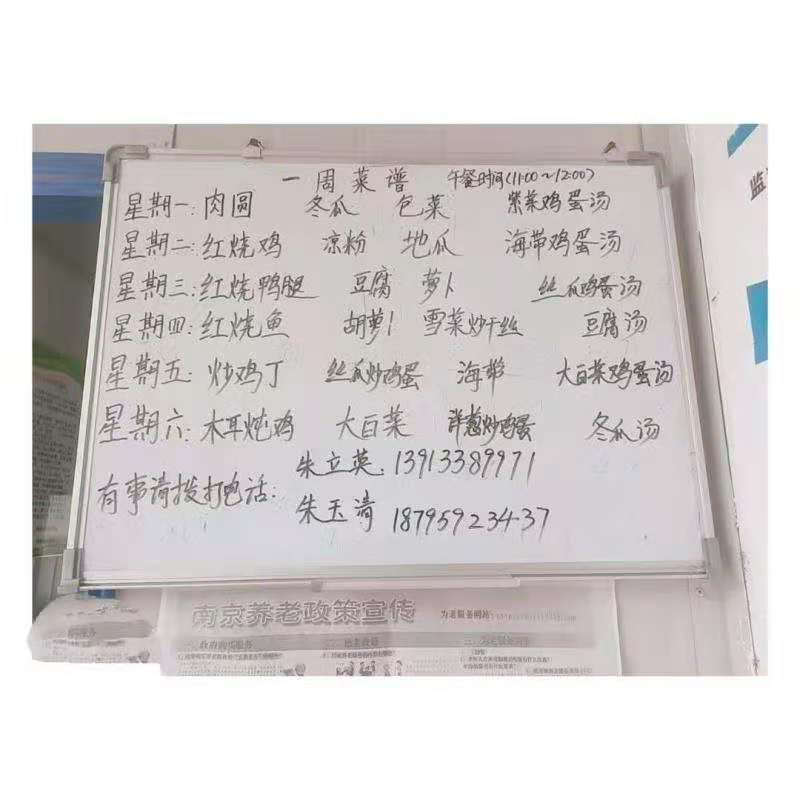 一周菜谱 午餐时间(11:00~12:00)
星期一:肉圆 冬瓜 包菜 紫菜鸡蛋汤
星期二:红烧鸡 凉粉 地瓜 海带鸡蛋汤
星期三:红烧鸭腿 豆腐 萝卜 丝瓜鸡蛋汤
星期四:红烧鱼 胡萝卜 雪菜炒干丝 豆腐汤
星期五:炒鸡丁 丝瓜炒鸡蛋 海带 大白菜鸡蛋汤
星期六:木耳炖鸡 大白菜 洋葱炒鸡蛋 冬瓜汤
有事请拨打电话:朱立英:13913389971
朱玉清 18795923437
监
南京养老政策宣传 为老服务网站: